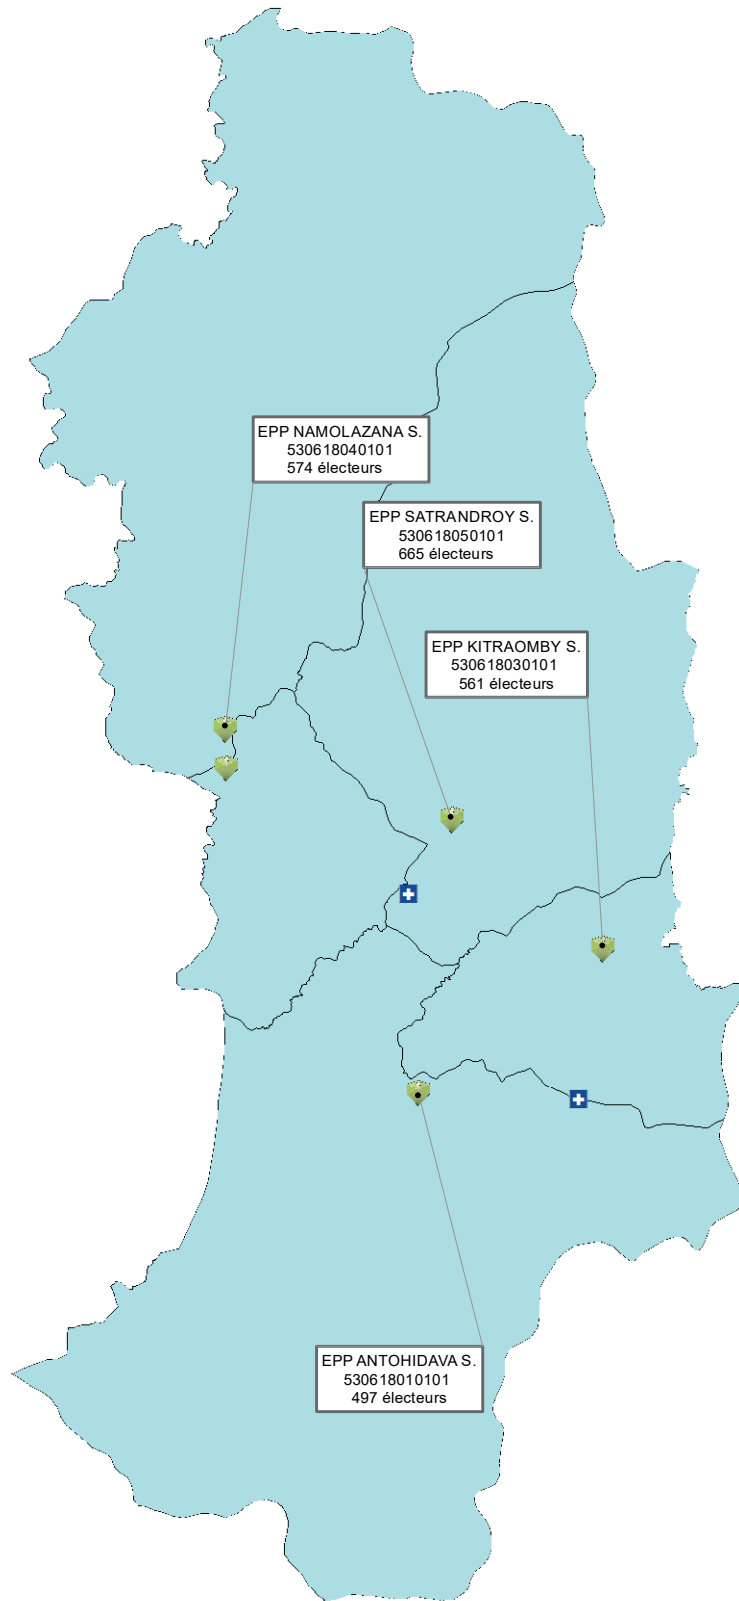 EPP NAMOLAZANA S.
530618040101
574 électeurs
EPP SATRANDROY S.
530618050101
665 électeurs
EPP KITRAOMBY S.
530618030101
561 électeurs
EPP ANTOHIDAVA S.
530618010101
497 électeurs